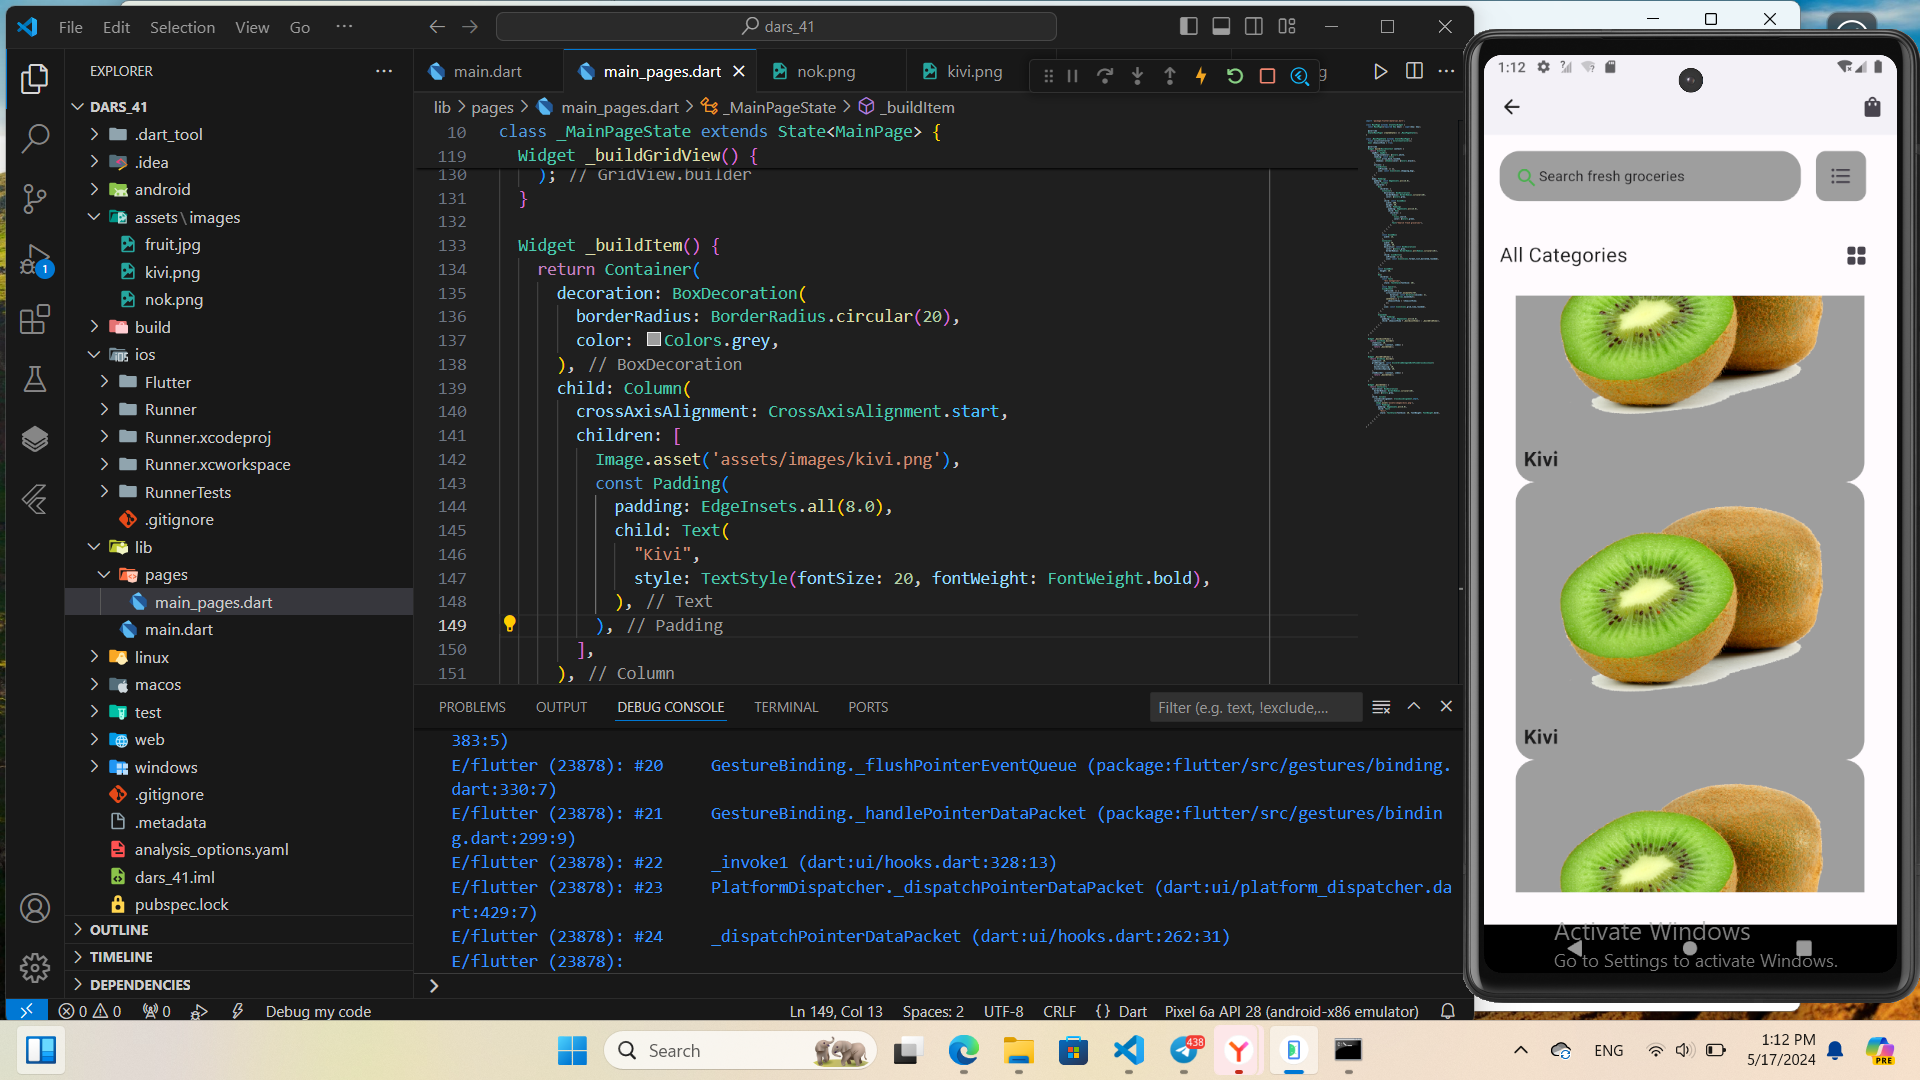 File Edit Selection View Go ··· dars_41
EXPLORER ···
DARS_41
.dart_tool
.idea
android
assets\images
fruit.jpg
kivi.png
nok.png
build
ios
Flutter
Runner
Runner.xcodeproj
Runner.xcworkspace
RunnerTests
.gitignore
lib
pages
main_pages.dart
main.dart
linux
macos
test
web
windows
.gitignore
.metadata
analysis_options.yaml
dars_41.iml
pubspec.lock
OUTLINE
TIMELINE
DEPENDENCIES
1
main.dart main_pages.dart nok.png kivi.png g
lib > pages > main_pages.dart > _MainPageState > _buildItem
10 class _MainPageState extends State<MainPage> {
119 Widget _buildGridView() {
130 ); // GridView.builder
131 }
132
133 Widget _buildItem() {
134 return Container(
135 decoration: BoxDecoration(
136 borderRadius: BorderRadius.circular(20),
137 color: Colors.grey,
138 ), // BoxDecoration
139 child: Column(
140 crossAxisAlignment: CrossAxisAlignment.start,
141 children: [
142 Image.asset('assets/images/kivi.png'),
143 const Padding(
144 padding: EdgeInsets.all(8.0),
145 child: Text(
146 "Kivi",
147 style: TextStyle(fontSize: 20, fontWeight: FontWeight.bold),
148 ), // Text
149 ), // Padding
150 ],
151 ), // Column
PROBLEMS OUTPUT DEBUG CONSOLE TERMINAL PORTS Filter (e.g. text, !exclude,...
383:5)
E/flutter (23878): #20 GestureBinding._flushPointerEventQueue (package:flutter/src/gestures/binding.
dart:330:7)
E/flutter (23878): #21 GestureBinding._handlePointerDataPacket (package:flutter/src/gestures/bindin
g.dart:299:9)
E/flutter (23878): #22 _invoke1 (dart:ui/hooks.dart:328:13)
E/flutter (23878): #23 PlatformDispatcher._dispatchPointerDataPacket (dart:ui/platform_dispatcher.da
rt:429:7)
E/flutter (23878): #24 _dispatchPointerDataPacket (dart:ui/hooks.dart:262:31)
E/flutter (23878):
0 0 0 Debug my code Ln 149, Col 13 Spaces: 2 UTF-8 CRLF {} Dart Pixel 6a API 28 (android-x86 emulator)
1:12
Search fresh groceries
All Categories
Kivi
Kivi
Activate Windows
Go to Settings to activate Windows.
Search 438 ENG 1:12 PM
5/17/2024
PRE